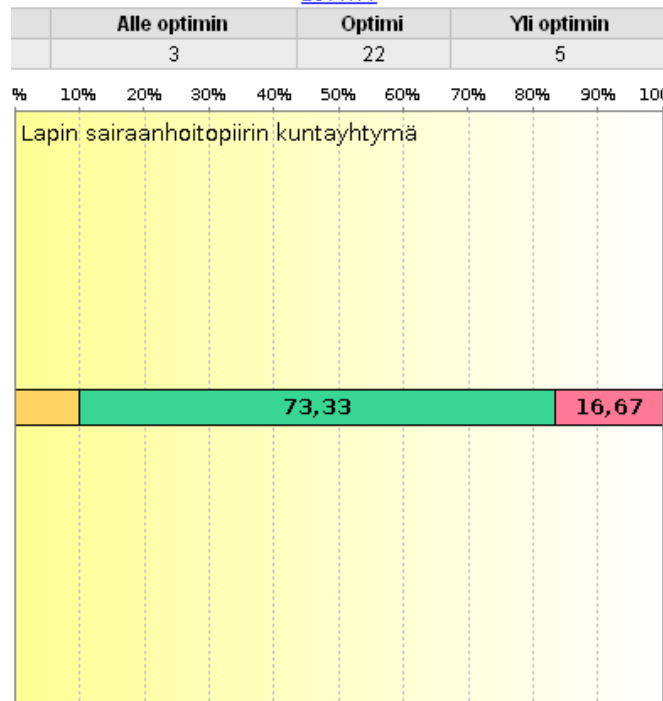 Alle optimin Optimi Yli optimin
3 22 5
% 10% 20% 30% 40% 50% 60% 70% 80% 90% 100
Lapin sairaanhoitopiirin kuntayhtymä
73,33 16,67